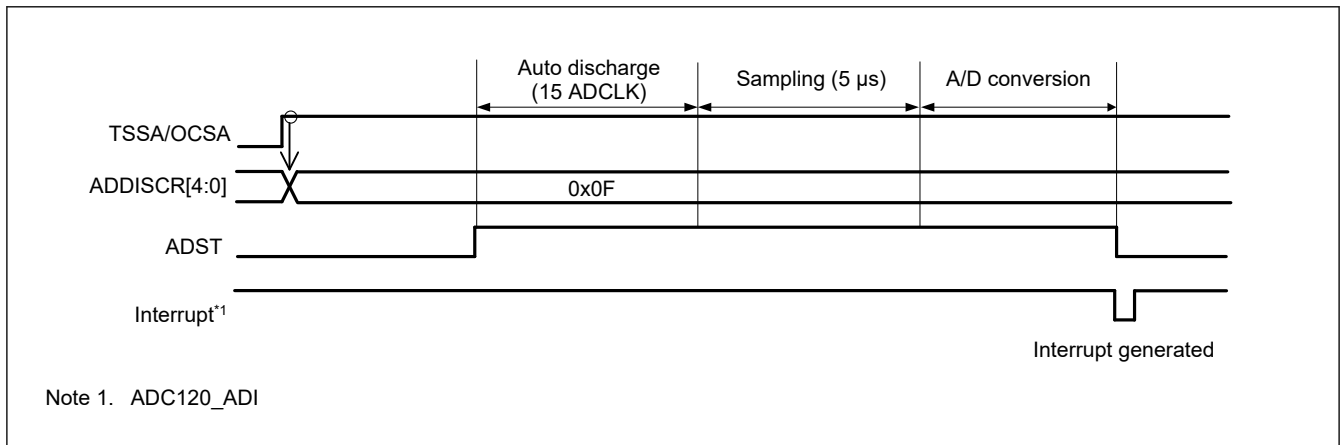 Auto discharge
(15 ADCLK)
Sampling (5 µs)
A/D conversion
TSSA/OCSA
ADDISCR[4:0]
0x0F
ADST
Interrupt*1
Interrupt generated
Note 1. ADC120_ADI